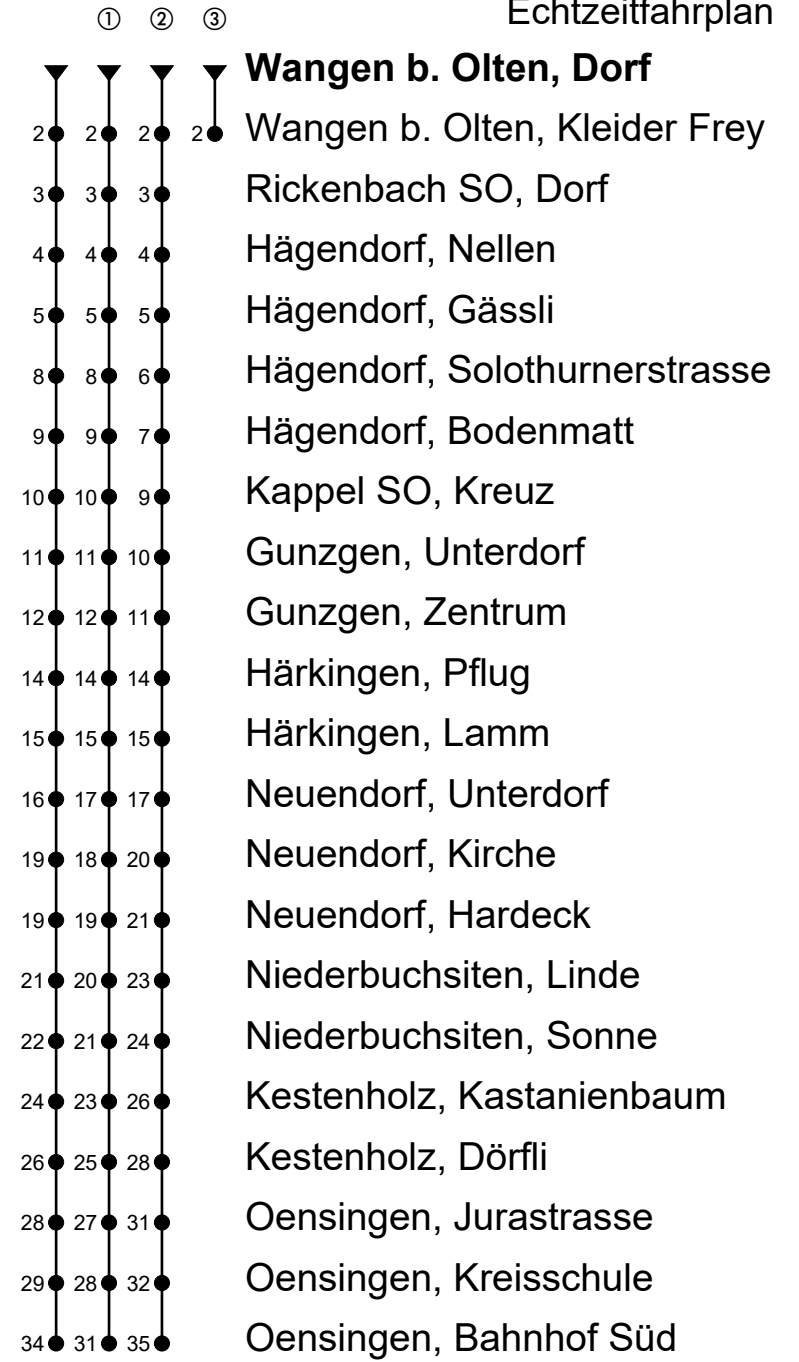 Echtzeitfahrplan
① ② ③
Wangen b. Olten, Dorf
2 2 2 2 Wangen b. Olten, Kleider Frey
3 3 3 Rickenbach SO, Dorf
4 4 4 Hägendorf, Nellen
5 5 5 Hägendorf, Gässli
8 8 6 Hägendorf, Solothurnerstrasse
9 9 7 Hägendorf, Bodenmatt
10 10 9 Kappel SO, Kreuz
11 11 10 Gunzgen, Unterdorf
12 12 11 Gunzgen, Zentrum
14 14 14 Härkingen, Pflug
15 15 15 Härkingen, Lamm
16 17 17 Neuendorf, Unterdorf
19 18 20 Neuendorf, Kirche
19 19 21 Neuendorf, Hardeck
21 20 23 Niederbuchsiten, Linde
22 21 24 Niederbuchsiten, Sonne
24 23 26 Kestenholz, Kastanienbaum
26 25 28 Kestenholz, Dörfli
28 27 31 Oensingen, Jurastrasse
29 28 32 Oensingen, Kreisschule
34 31 35 Oensingen, Bahnhof Süd